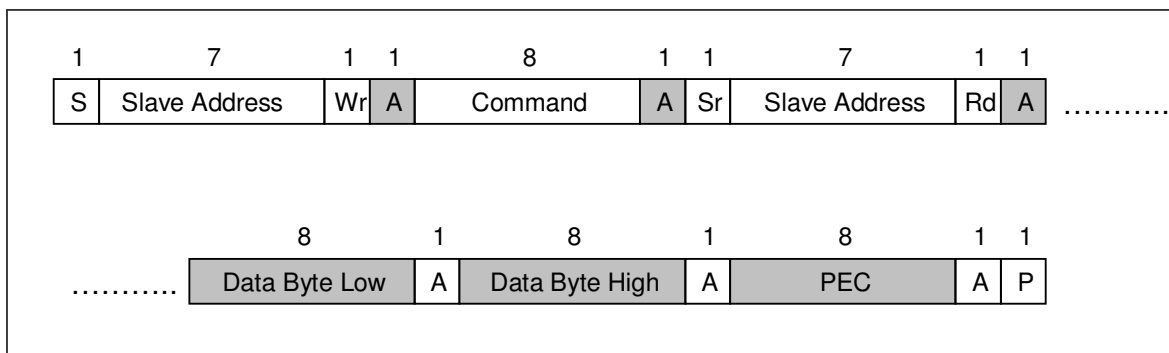 1 7 1 1 8 1 1 7 1 1
S Slave Address Wr A Command A Sr Slave Address Rd A ............
8 1 8 1 8 1 1
........... Data Byte Low A Data Byte High A PEC A P